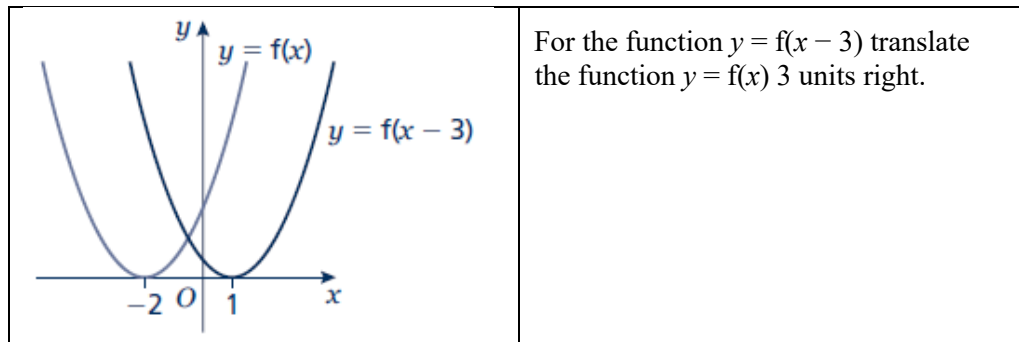 y
y = f(x)
y = f(x − 3)
−2 O 1 x
For the function y = f(x − 3) translate
the function y = f(x) 3 units right.